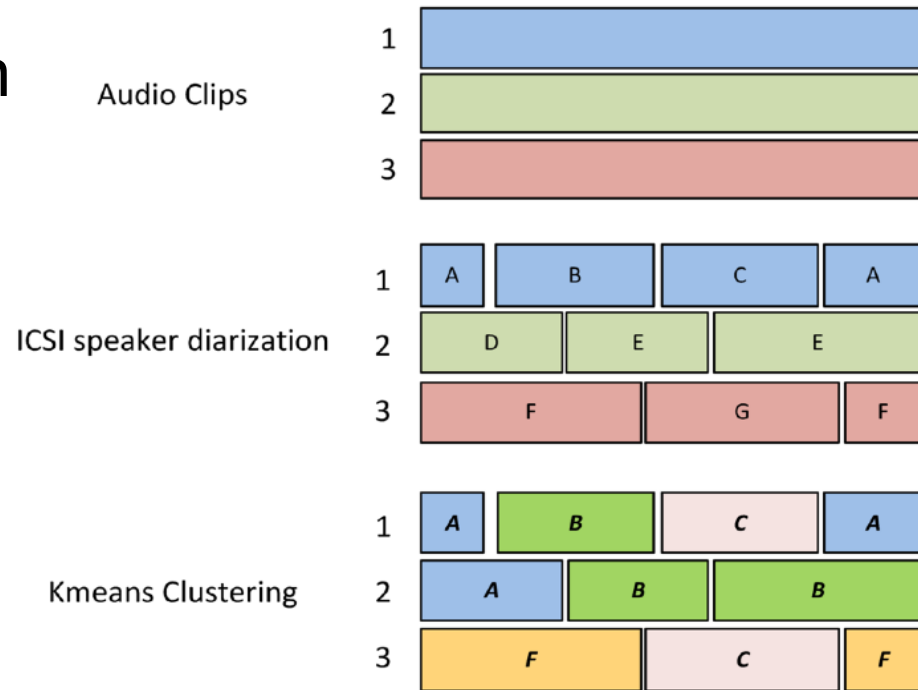 Audio Clips
1
2
3
ICSI speaker diarization
1 A B C A
2 D E E
3 F G F
Kmeans Clustering
1 A B C A
2 A B B
3 F C F